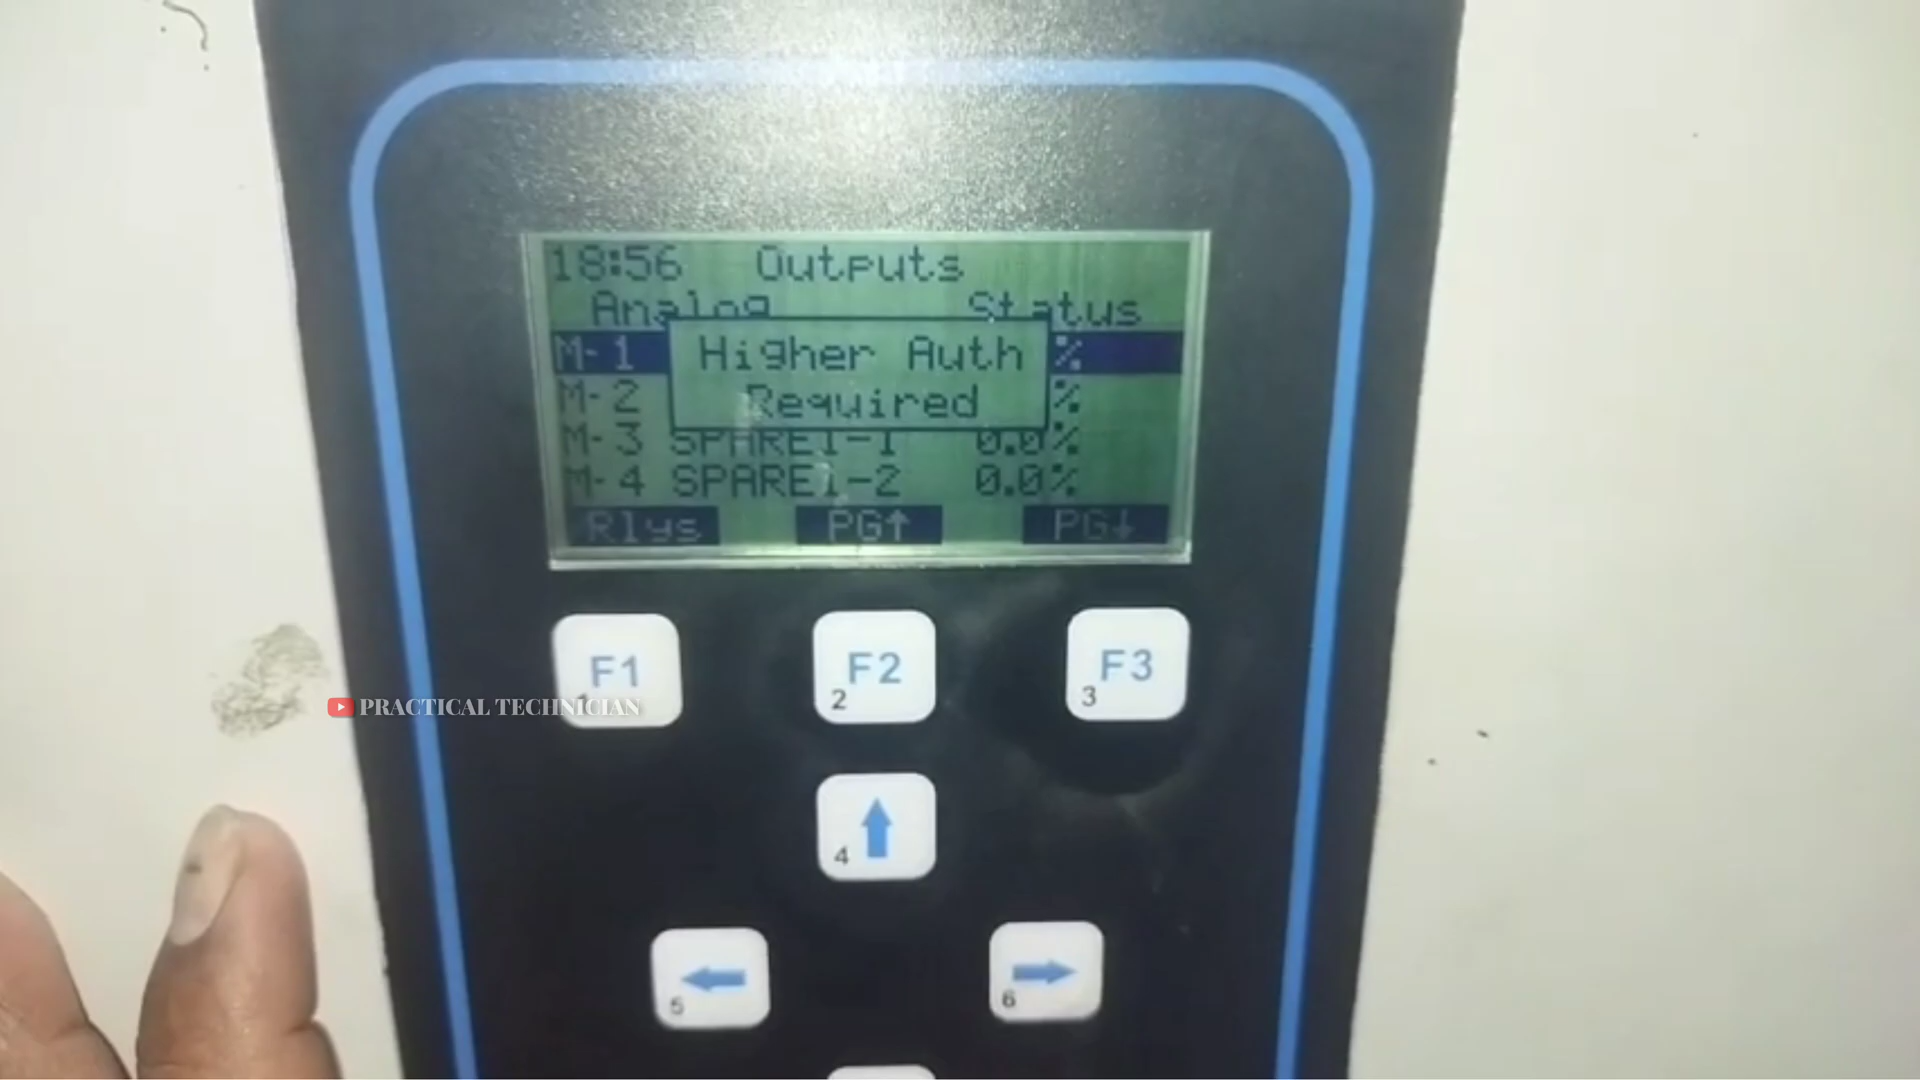 18:56 Outputs
Analog Status
M-1 %
Higher Auth
Required
M-2 %
M-3 SPARE1-1 0.0%
M-4 SPARE1-2 0.0%
Rlys PG↑ PG↓
F1 F2 F3
2 3
PRACTICAL TECHNICIAN
4
5 6